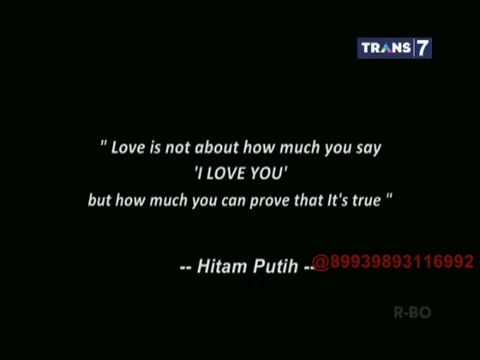 TRANS|7
" Love is not about how much you say
'I LOVE YOU'
but how much you can prove that It's true "
-- Hitam Putih --
@89939893116992
R-BO